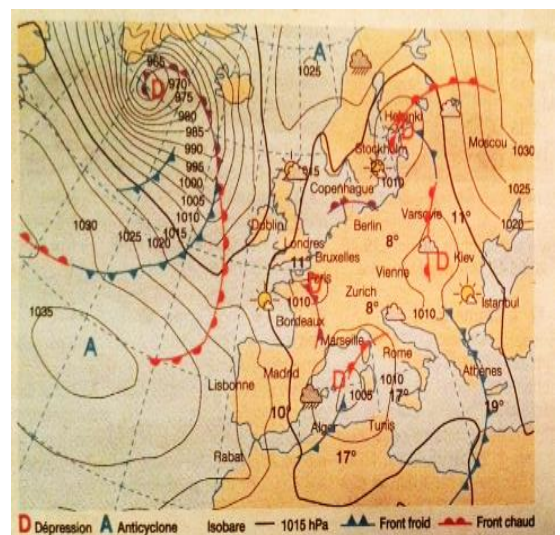 A
965
D
970
1025
975
980
Helsinki
985
D
990
Stockholm
Moscou
1030
995
1000
015
1010
1025
1005
Copenhague
1010
Dublin
Varsovie
11°
1020
1030
1025
1015
Berlin
1020
Londres
8°
11°
Bruxelles
D
Kiev
1035
Paris
Vienne
D
1010
Zurich
1010
Istanbul
A
8°
Bordeaux
Marseille
Rome
Athènes
Madrid
D
1010
Lisbonne
1005
17°
19°
10°
Alger
Tunis
Rabat
17°
D Dépression A Anticyclone Isobare 1015 hPa Front froid Front chaud